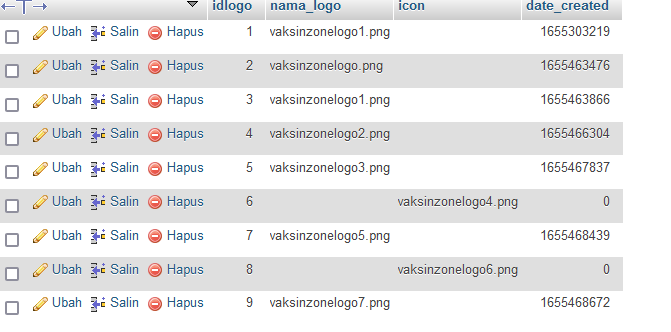 idlogo nama_logo icon date_created
Ubah Salin Hapus 1 vaksinzonelogo1.png 1655303219
Ubah Salin Hapus 2 vaksinzonelogo.png 1655463476
Ubah Salin Hapus 3 vaksinzonelogo1.png 1655463866
Ubah Salin Hapus 4 vaksinzonelogo2.png 1655466304
Ubah Salin Hapus 5 vaksinzonelogo3.png 1655467837
Ubah Salin Hapus 6 vaksinzonelogo4.png 0
Ubah Salin Hapus 7 vaksinzonelogo5.png 1655468439
Ubah Salin Hapus 8 vaksinzonelogo6.png 0
Ubah Salin Hapus 9 vaksinzonelogo7.png 1655468672